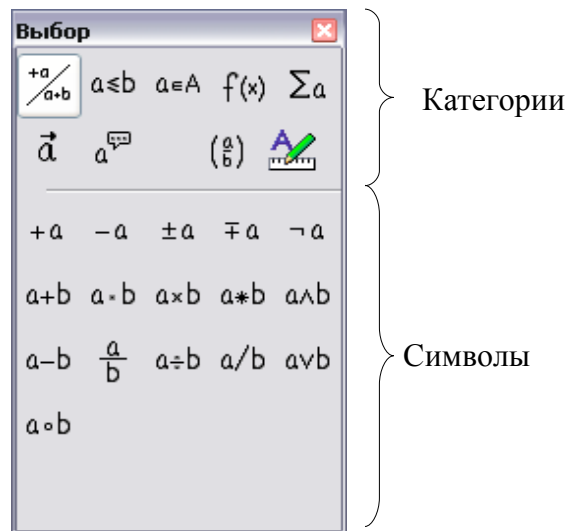 Выбор
+a/a+b a≤b a∈A f(x) Σa
a⃗ a (a/b) A
+a −a ±a ∓a ¬a
a+b a·b a×b a∗b a∧b
a−b a/b a÷b a/b a∨b
a∘b
Категории
Символы